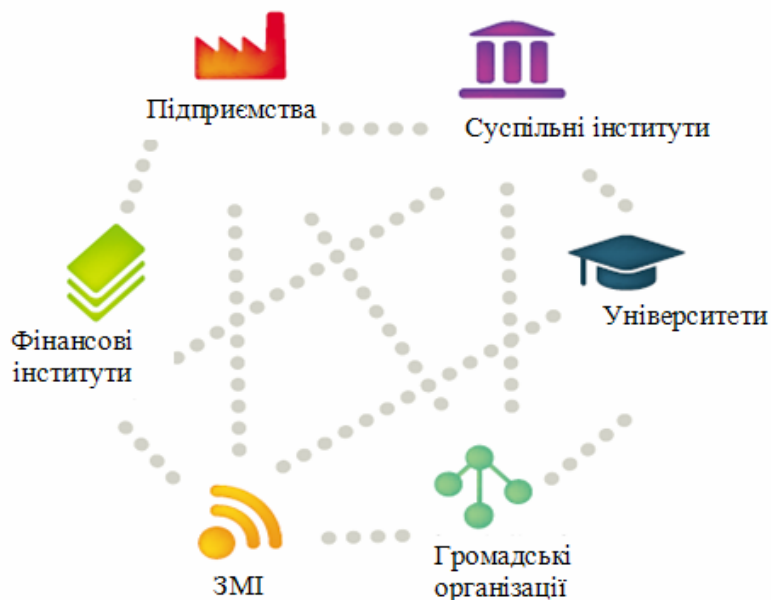 Підприємства
Суспільні інститути
Університети
Фінансові
інститути
ЗМІ
Громадські
організації